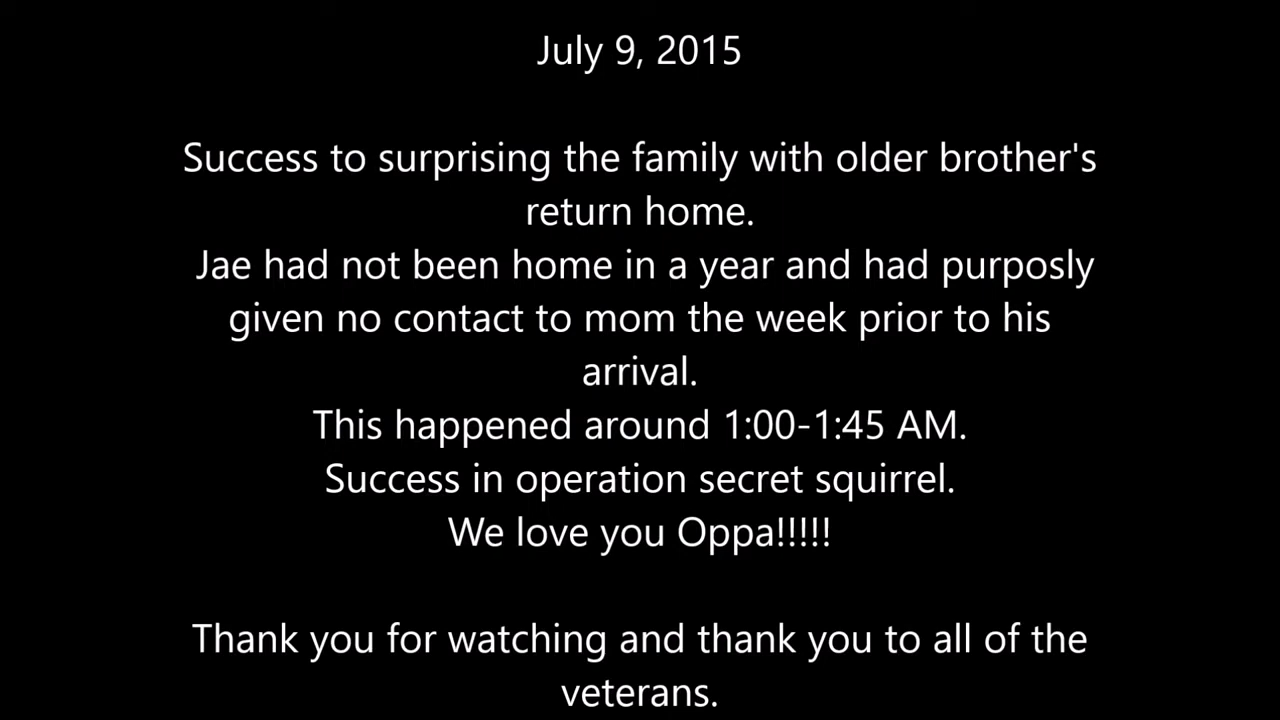 July 9, 2015
Success to surprising the family with older brother's
return home.
Jae had not been home in a year and had purposly
given no contact to mom the week prior to his
arrival.
This happened around 1:00-1:45 AM.
Success in operation secret squirrel.
We love you Oppa!!!!!
Thank you for watching and thank you to all of the
veterans.